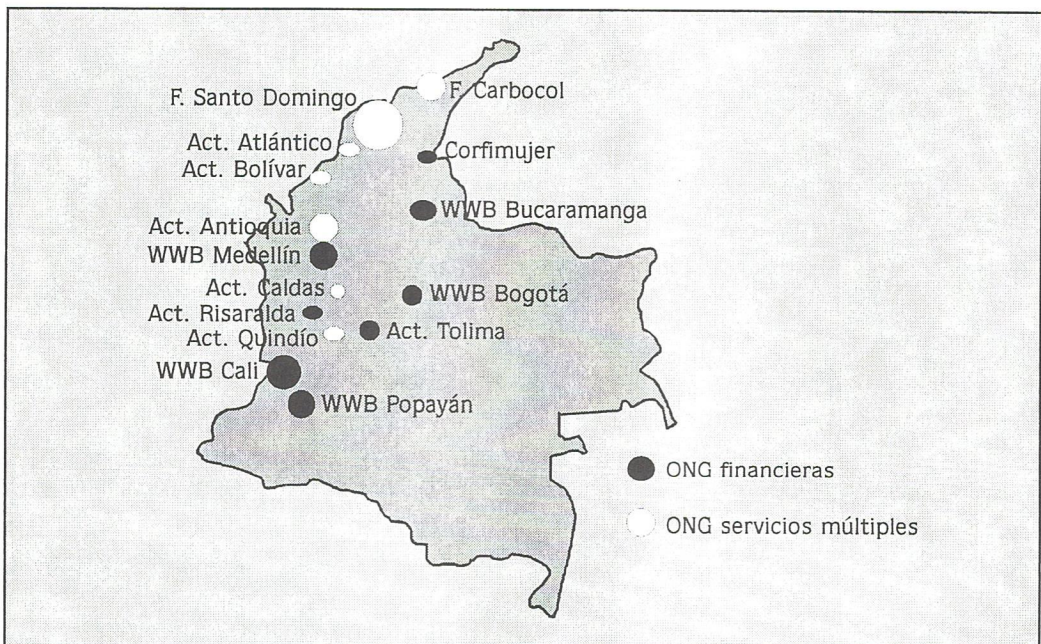 F. Santo Domingo
F. Carbocol
Act. Atlántico
Corfimujer
Act. Bolívar
WWB Bucaramanga
Act. Antioquia
WWB Medellín
Act. Caldas
WWB Bogotá
Act. Risaralda
Act. Quindío
Act. Tolima
WWB Cali
WWB Popayán
ONG financieras
ONG servicios múltiples